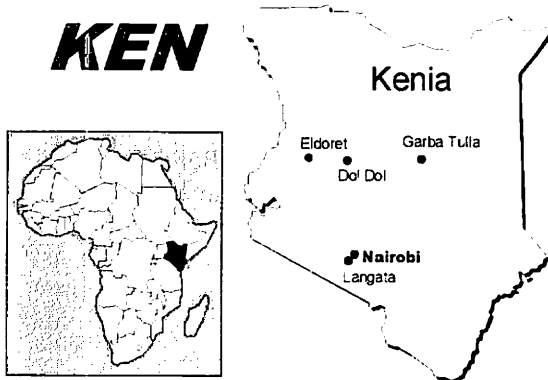 KEN
Kenia
Eldoret
Garba Tulla
Dol Dol
Nairobi
Langata